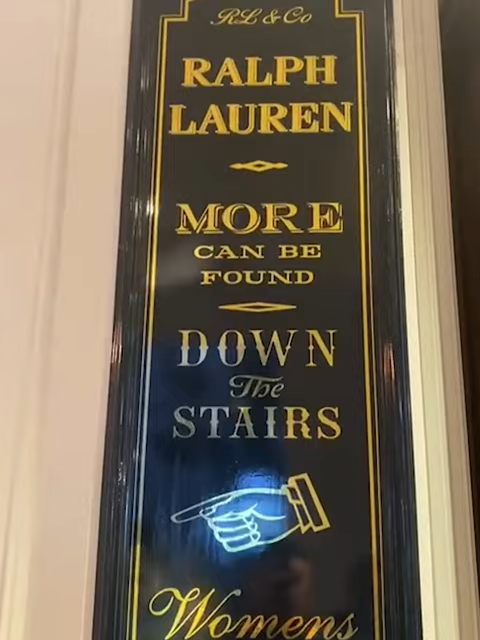 RL & Co
RALPH
LAUREN
MORE
CAN BE
FOUND
DOWN
The
STAIRS
Womens